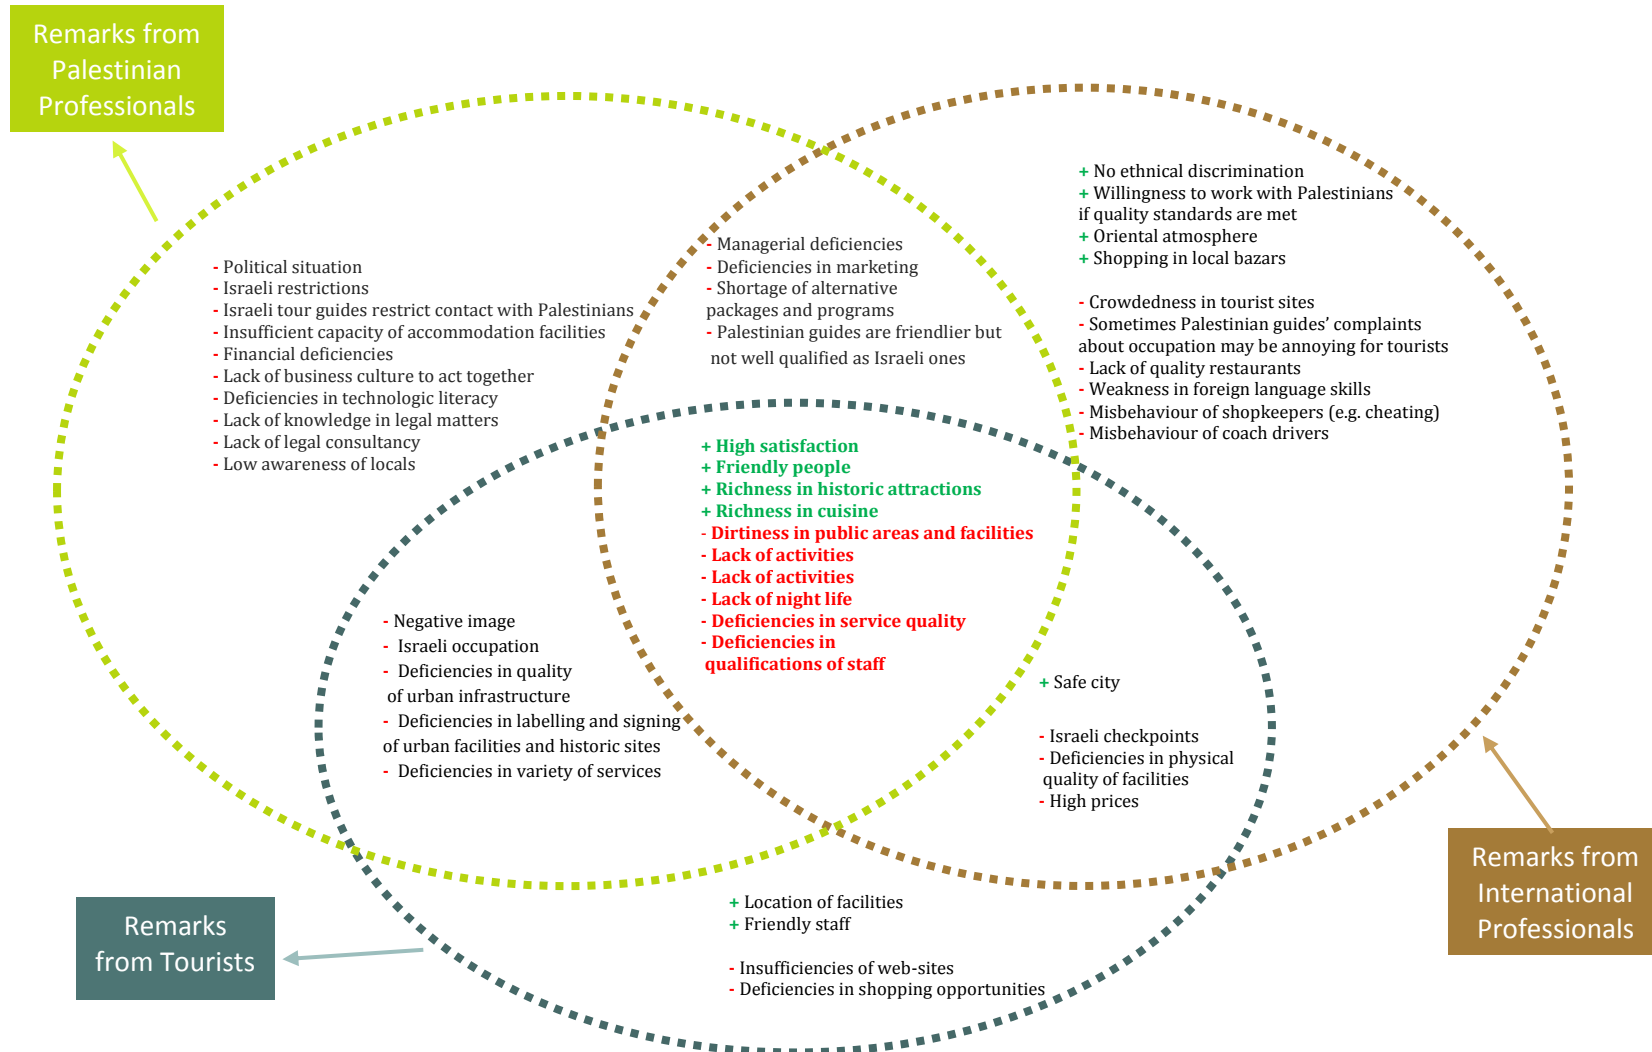 Remarks from
Palestinian
Professionals
- Political situation
- Israeli restrictions
- Israeli tour guides restrict contact with Palestinians
- Insufficient capacity of accommodation facilities
- Financial deficiencies
- Lack of business culture to act together
- Deficiencies in technologic literacy
- Lack of knowledge in legal matters
- Lack of legal consultancy
- Low awareness of locals
- Managerial deficiencies
- Deficiencies in marketing
- Shortage of alternative
packages and programs
- Palestinian guides are friendlier but
not well qualified as Israeli ones
+ No ethnical discrimination
+ Willingness to work with Palestinians
if quality standards are met
+ Oriental atmosphere
+ Shopping in local bazars
- Crowdedness in tourist sites
- Sometimes Palestinian guides' complaints
about occupation may be annoying for tourists
- Lack of quality restaurants
- Weakness in foreign language skills
- Misbehaviour of shopkeepers (e.g. cheating)
- Misbehaviour of coach drivers
+ High satisfaction
+ Friendly people
+ Richness in historic attractions
+ Richness in cuisine
- Dirtiness in public areas and facilities
- Lack of activities
- Lack of activities
- Lack of night life
- Deficiencies in service quality
- Deficiencies in
qualifications of staff
- Negative image
- Israeli occupation
- Deficiencies in quality
of urban infrastructure
- Deficiencies in labelling and signing
of urban facilities and historic sites
- Deficiencies in variety of services
+ Safe city
- Israeli checkpoints
- Deficiencies in physical
quality of facilities
- High prices
+ Location of facilities
+ Friendly staff
- Insufficiencies of web-sites
- Deficiencies in shopping opportunities
Remarks
from Tourists
Remarks from
International
Professionals